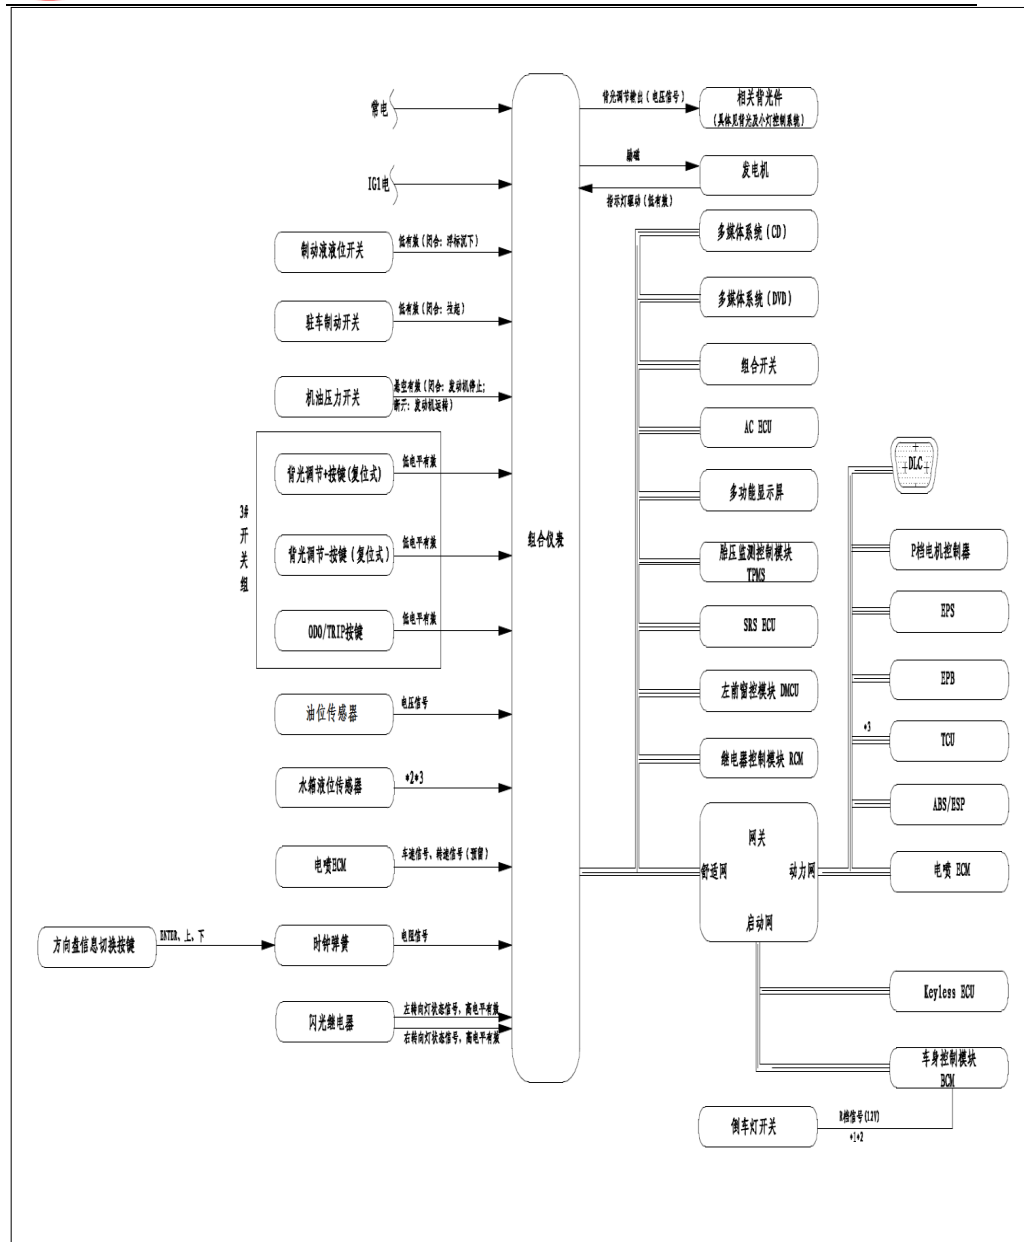 常电
IG1电
制动液液位开关
低有效(闭合：浮标沉下)
驻车制动开关
低有效(闭合：拉起)
机油压力开关
悬空有效(闭合：发动机停止；
断开：发动机运转)
3#
开
关
组
背光调节+按键(复位式)
低电平有效
背光调节-按键(复位式)
低电平有效
ODO/TRIP按键
低电平有效
油位传感器
电压信号
水箱液位传感器
*2*3
电喷ECM
车速信号、转速信号(预留)
方向盘信息切换按键
ENTER、上、下
时钟弹簧
电阻信号
闪光继电器
左转向灯状态信号，高电平有效
右转向灯状态信号，高电平有效
组合仪表
背光调节输出(电压信号)
相关背光件
(具体见背光及小灯控制系统)
励磁
发电机
指示灯驱动(低有效)
多媒体系统(CD)
多媒体系统(DVD)
组合开关
AC ECU
多功能显示屏
胎压监测控制模块
TPMS
SRS ECU
左前窗控模块 DMCU
继电器控制模块 RCM
网关
舒适网
动力网
启动网
DLC
P档电机控制器
EPS
EPB
*3
TCU
ABS/ESP
电喷 ECM
Keyless ECU
车身控制模块
BCM
倒车灯开关
R档信号(12V)
*1*2